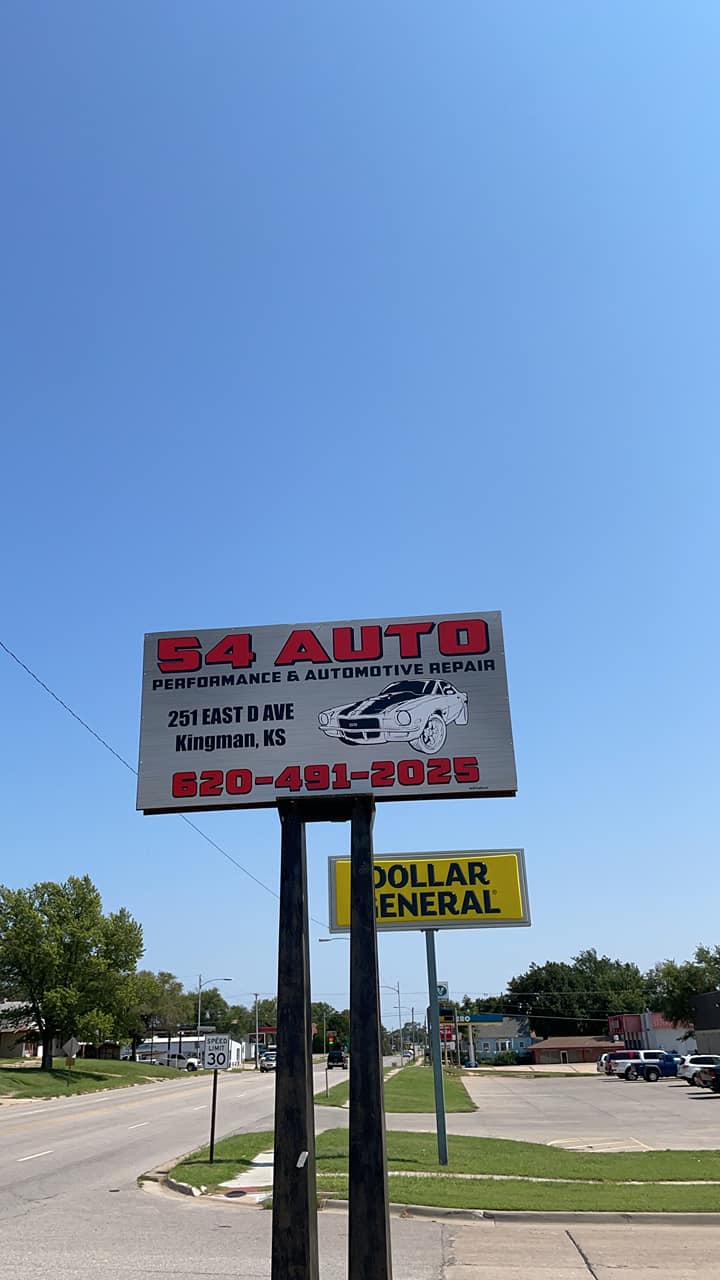 54 AUTO
PERFORMANCE & AUTOMOTIVE REPAIR
251 EAST D AVE
Kingman, KS
620-491-2025
DOLLAR
GENERAL
SPEED
LIMIT
30